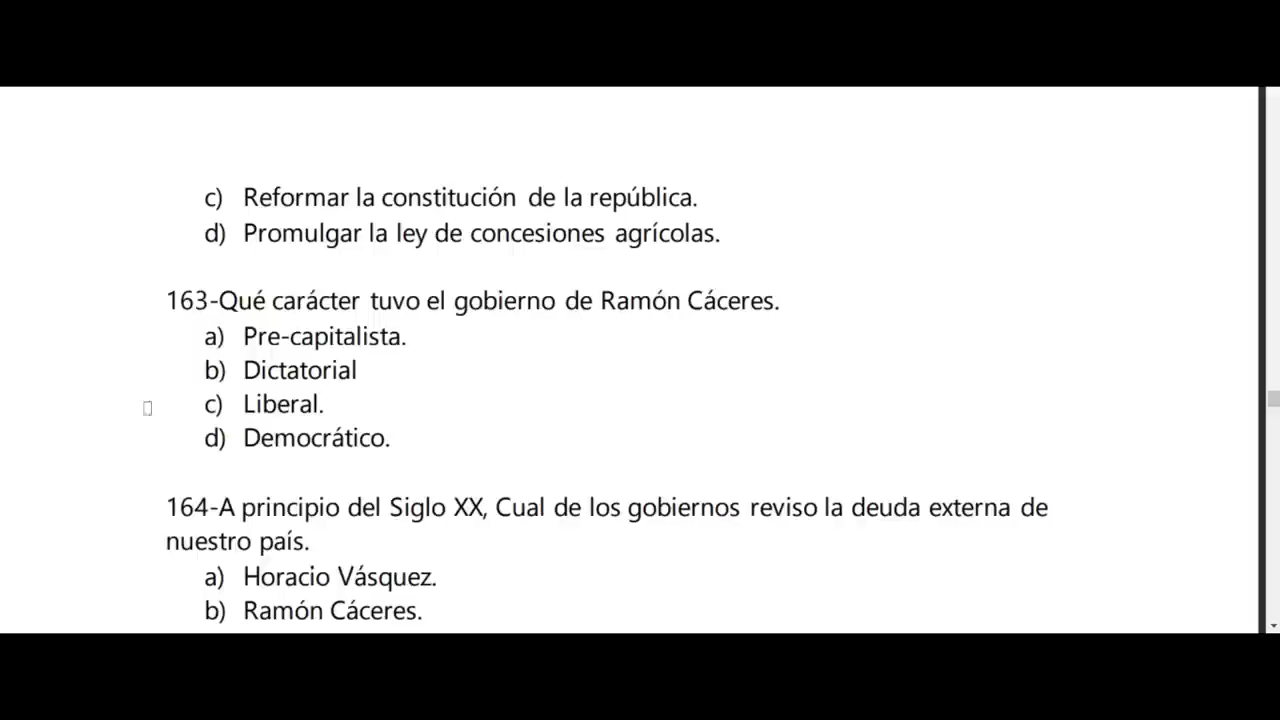 c) Reformar la constitución de la república.
d) Promulgar la ley de concesiones agrícolas.
163-Qué carácter tuvo el gobierno de Ramón Cáceres.
a) Pre-capitalista.
b) Dictatorial
c) Liberal.
d) Democrático.
164-A principio del Siglo XX, Cual de los gobiernos reviso la deuda externa de
nuestro país.
a) Horacio Vásquez.
b) Ramón Cáceres.